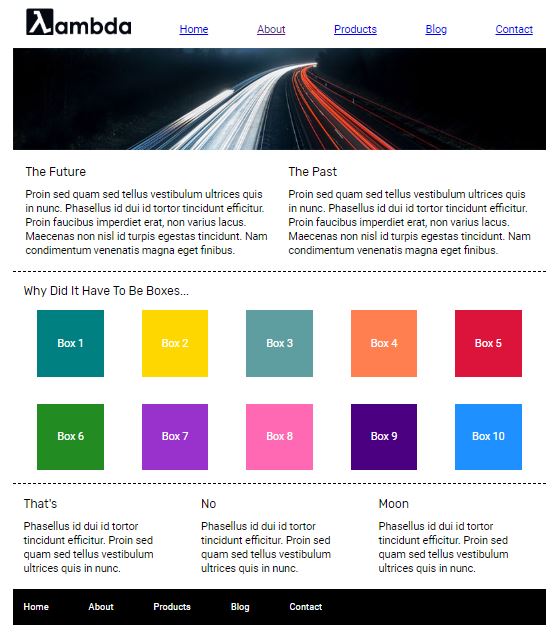 λambda
Home About Products Blog Contact
The Future
Proin sed quam sed tellus vestibulum ultrices quis
in nunc. Phasellus id dui id tortor tincidunt efficitur.
Proin faucibus imperdiet erat, non varius lacus.
Maecenas non nisl id turpis egestas tincidunt. Nam
condimentum venenatis magna eget finibus.
The Past
Proin sed quam sed tellus vestibulum ultrices quis
in nunc. Phasellus id dui id tortor tincidunt efficitur.
Proin faucibus imperdiet erat, non varius lacus.
Maecenas non nisl id turpis egestas tincidunt. Nam
condimentum venenatis magna eget finibus.
Why Did It Have To Be Boxes...
Box 1 Box 2 Box 3 Box 4 Box 5
Box 6 Box 7 Box 8 Box 9 Box 10
That's
Phasellus id dui id tortor
tincidunt efficitur. Proin sed
quam sed tellus vestibulum
ultrices quis in nunc.
No
Phasellus id dui id tortor
tincidunt efficitur. Proin sed
quam sed tellus vestibulum
ultrices quis in nunc.
Moon
Phasellus id dui id tortor
tincidunt efficitur. Proin sed
quam sed tellus vestibulum
ultrices quis in nunc.
Home About Products Blog Contact